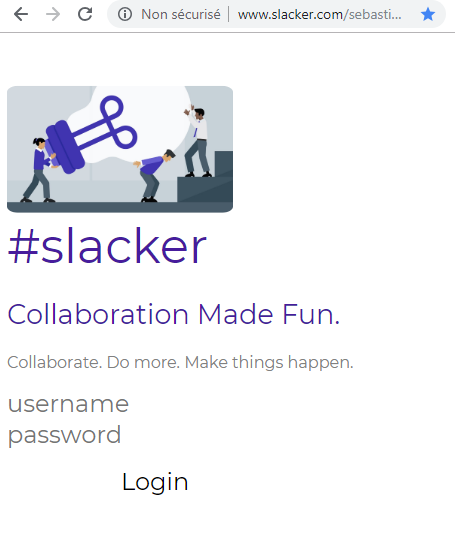 Non sécurisé | www.slacker.com/sebasti...
#slacker
Collaboration Made Fun.
Collaborate. Do more. Make things happen.
username
password
Login